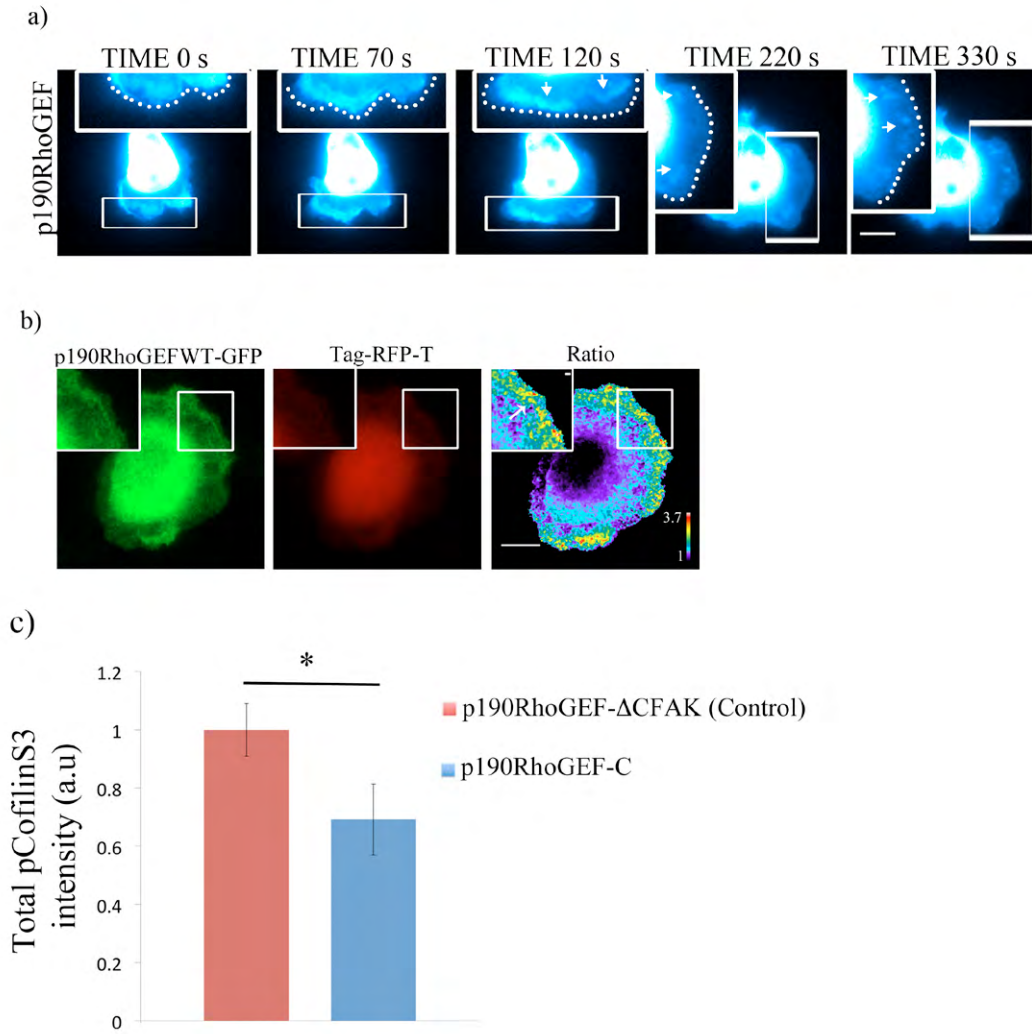 a)
TIME 0 s
TIME 70 s
TIME 120 s
TIME 220 s
TIME 330 s
p190RhoGEF
b)
p190RhoGEFWT-GFP
Tag-RFP-T
Ratio
3.7
1
c)
*
Total pCofilinS3
intensity (a.u)
1.2
1
0.8
0.6
0.4
0.2
0
p190RhoGEF-ΔCFAK (Control)
p190RhoGEF-C